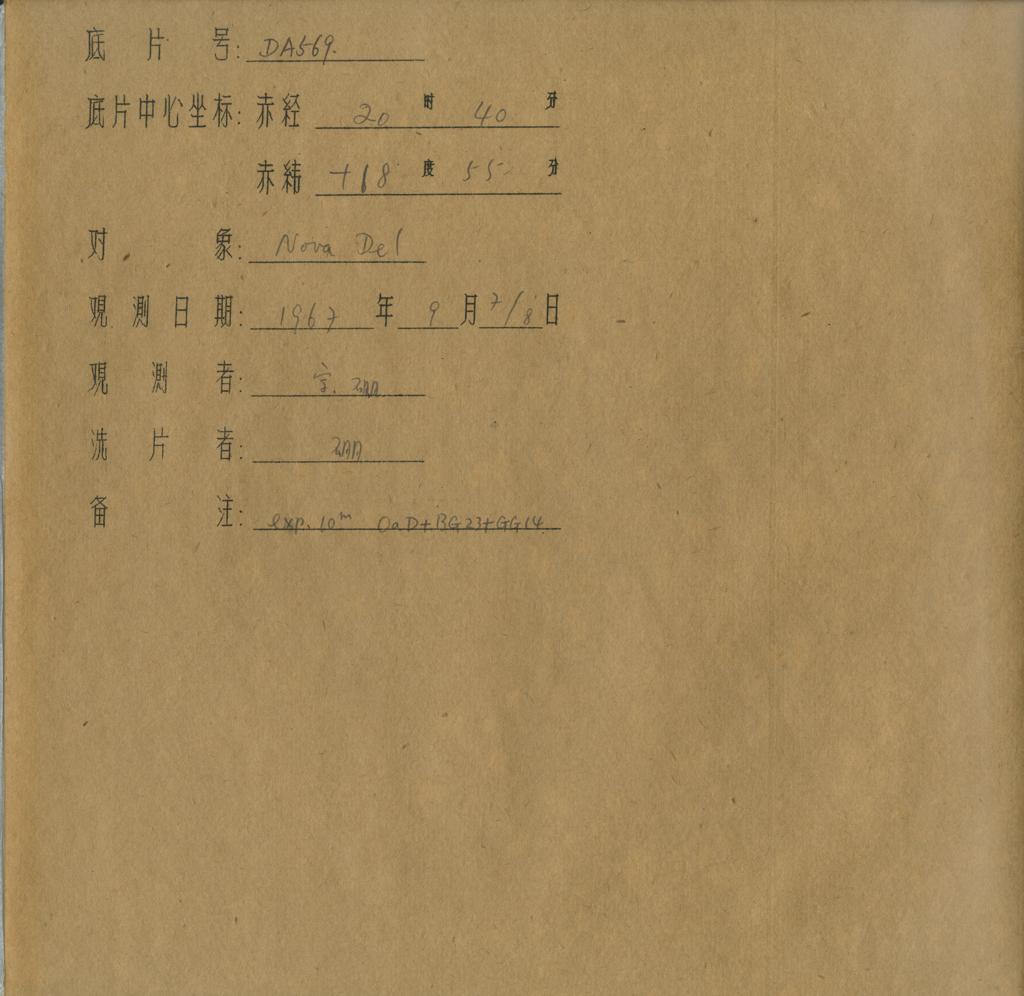 底片号: DA569.
底片中心坐标: 赤経 20 时 40 分
赤緯 +18 度 55 分
对象: Nova Del
观測日期: 1967 年 9 月 7/8 日
观測者:
洗片者:
备注: exp. 10ᵐ OaD+BG23+GG14